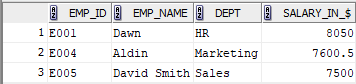 EMP_ID EMP_NAME DEPT SALARY_IN_$
1 E001 Dawn HR 8050
2 E004 Aldin Marketing 7600.5
3 E005 David Smith Sales 7500